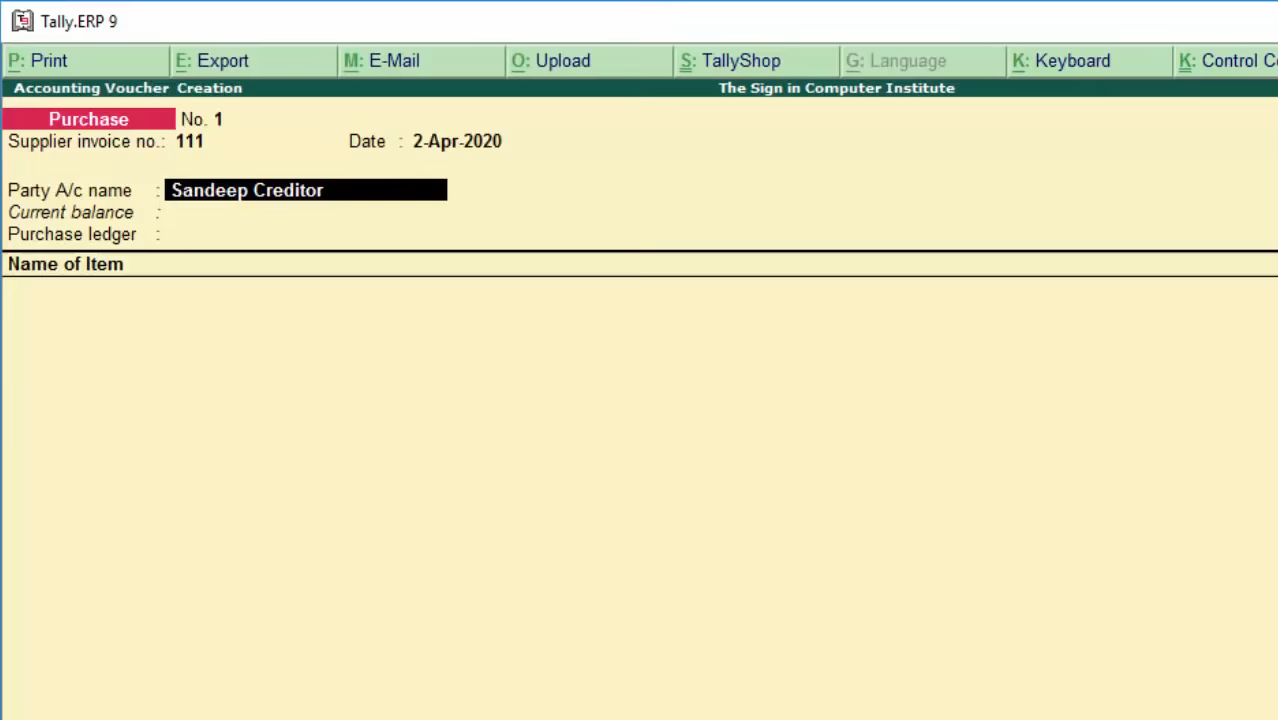 Tally.ERP 9
P: Print E: Export M: E-Mail O: Upload S: TallyShop G: Language K: Keyboard K: Control
Accounting Voucher Creation The Sign in Computer Institute
Purchase No. 1
Supplier invoice no.: 111 Date : 2-Apr-2020
Party A/c name : Sandeep Creditor
Current balance :
Purchase ledger :
Name of Item